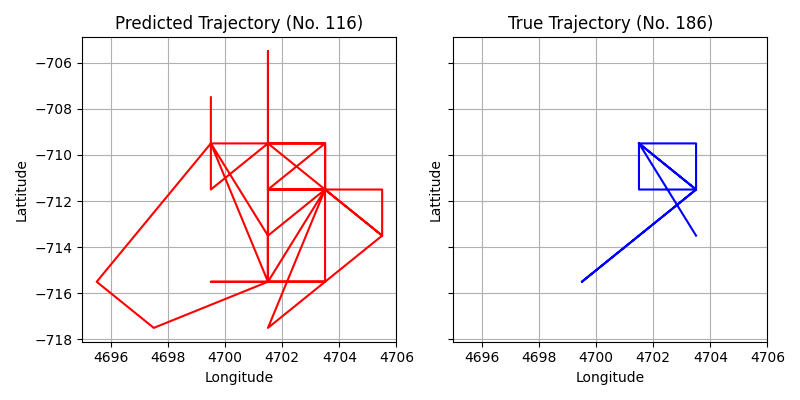 Predicted Trajectory (No. 116)
True Trajectory (No. 186)
Lattitude
−706
−708
−710
−712
−714
−716
−718
4696 4698 4700 4702 4704 4706
Longitude
Lattitude
4696 4698 4700 4702 4704 4706
Longitude